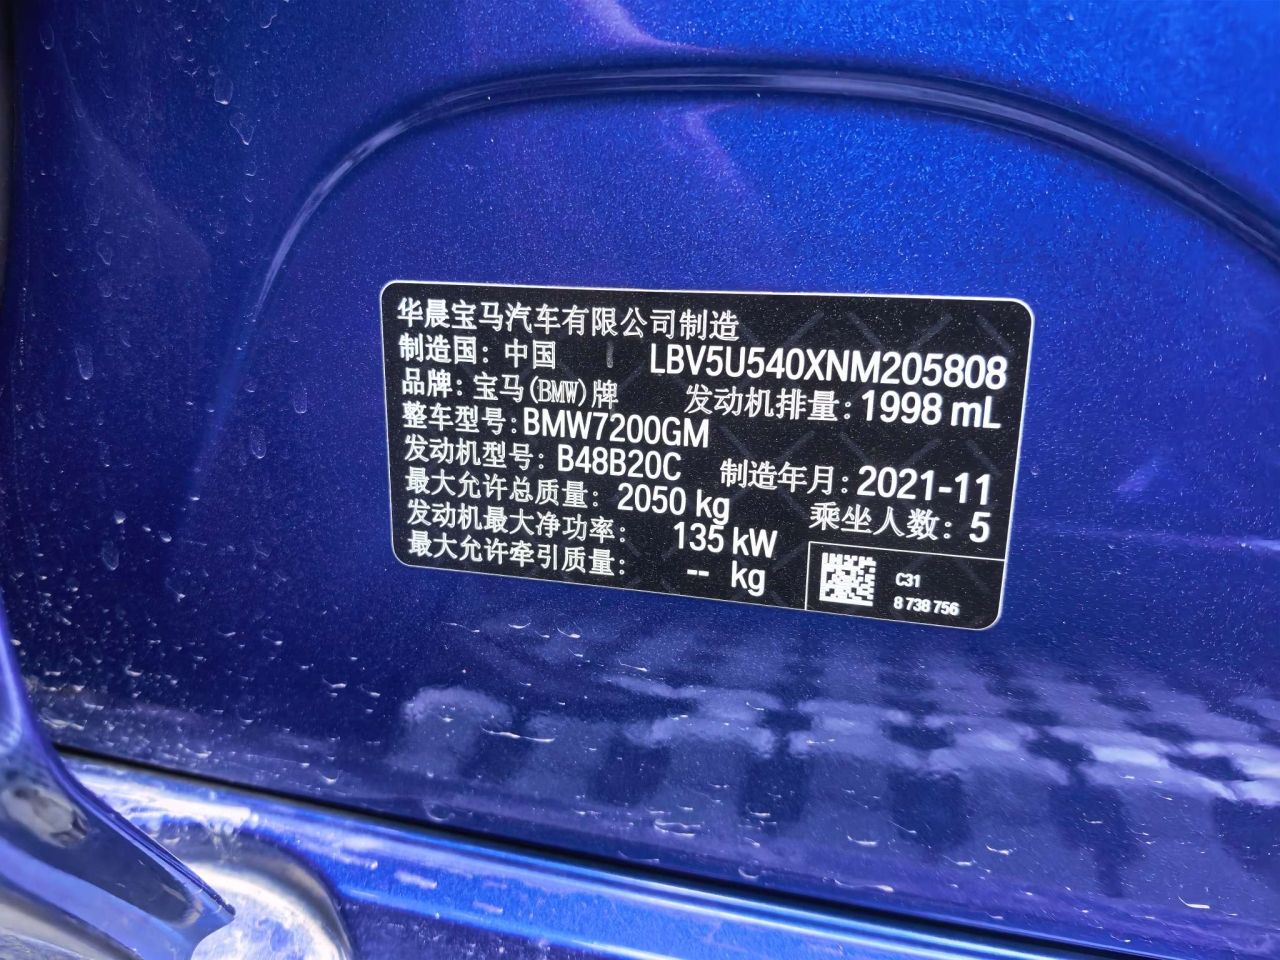 华晨宝马汽车有限公司制造
制造国：中国 LBV5U540XNM205808
品牌：宝马(BMW)牌 发动机排量：1998 mL
整车型号：BMW7200GM
发动机型号：B48B20C 制造年月：2021-11
最大允许总质量：2050 kg 乘坐人数：5
发动机最大净功率：135 kW
最大允许牵引质量：-- kg
C31
8 738 756